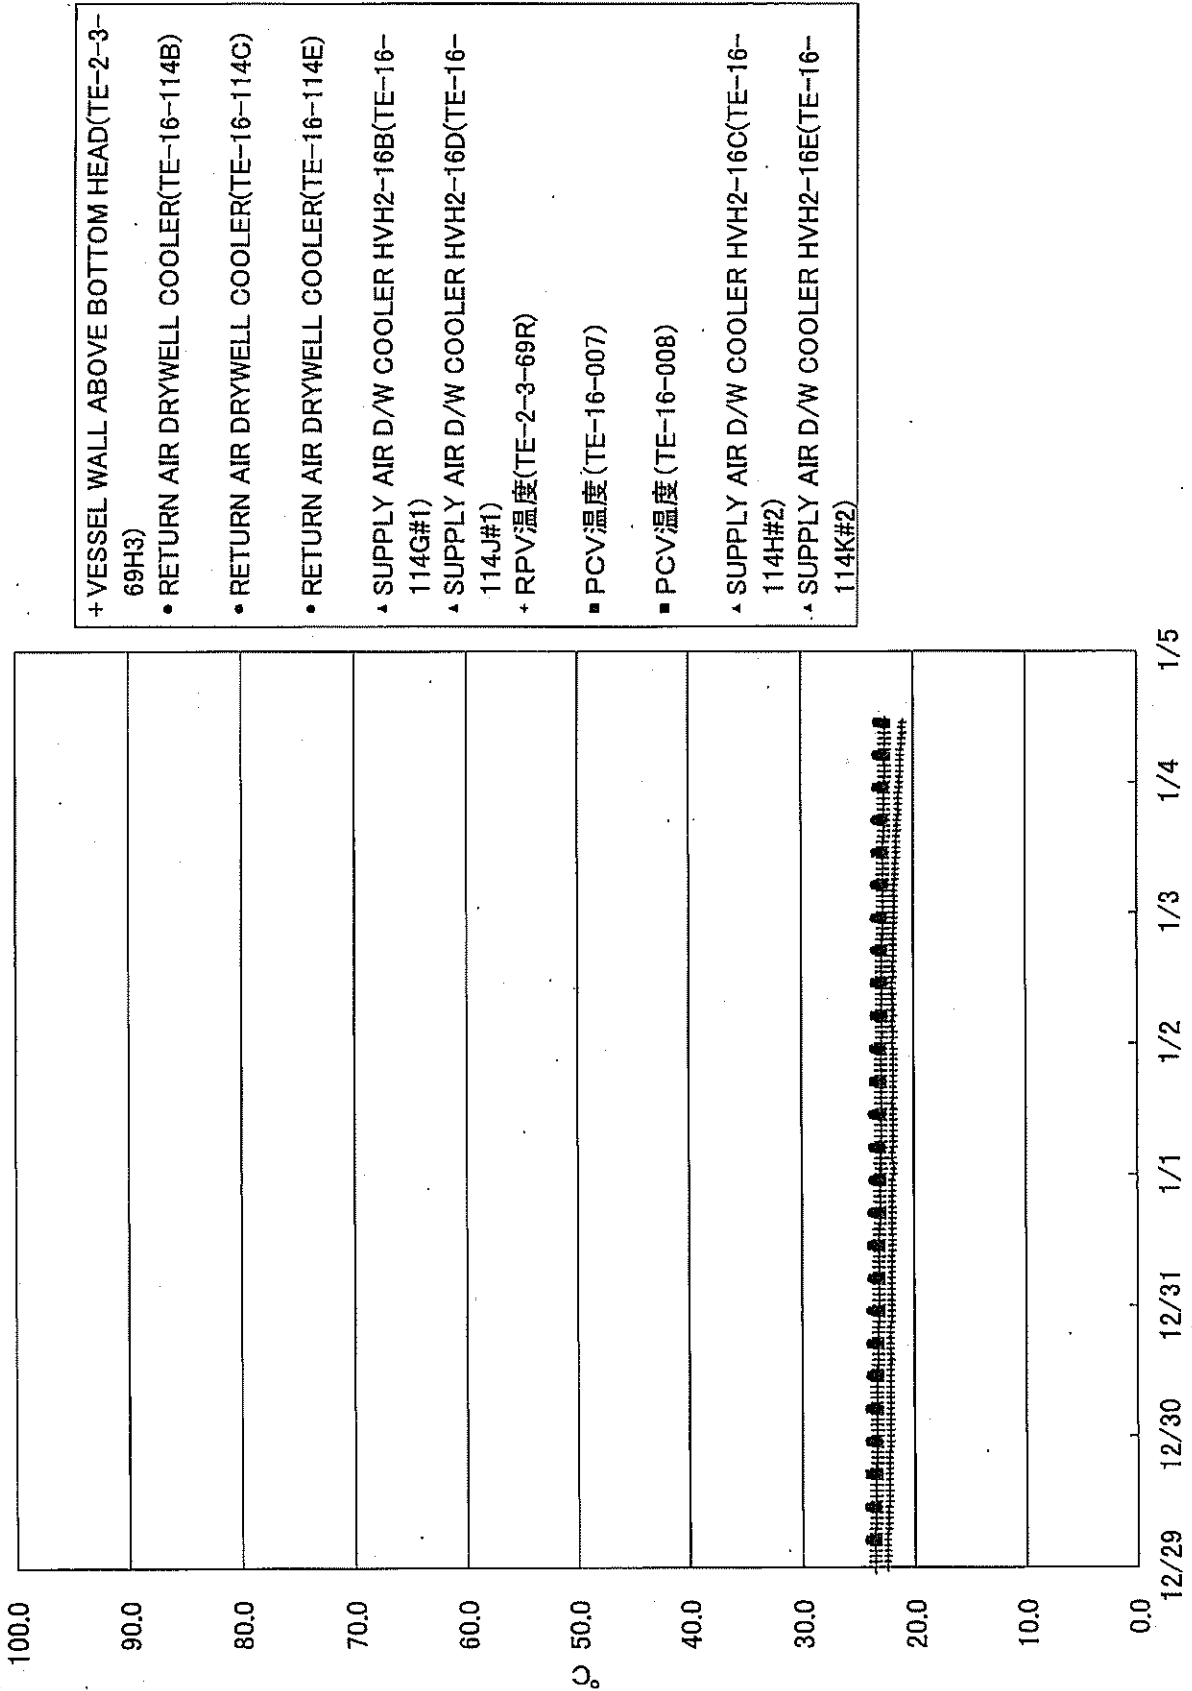 100.0
90.0
80.0
70.0
60.0
50.0
40.0
30.0
20.0
10.0
0.0
℃
12/29
12/30
12/31
1/1
1/2
1/3
1/4
1/5
+ VESSEL WALL ABOVE BOTTOM HEAD(TE-2-3-
69H3)
• RETURN AIR DRYWELL COOLER(TE-16-114B)
• RETURN AIR DRYWELL COOLER(TE-16-114C)
• RETURN AIR DRYWELL COOLER(TE-16-114E)
▲ SUPPLY AIR D/W COOLER HVH2-16B(TE-16-
114G#1)
▲ SUPPLY AIR D/W COOLER HVH2-16D(TE-16-
114J#1)
+ RPV温度(TE-2-3-69R)
■ PCV温度(TE-16-007)
■ PCV温度(TE-16-008)
▲ SUPPLY AIR D/W COOLER HVH2-16C(TE-16-
114H#2)
▲ SUPPLY AIR D/W COOLER HVH2-16E(TE-16-
114K#2)